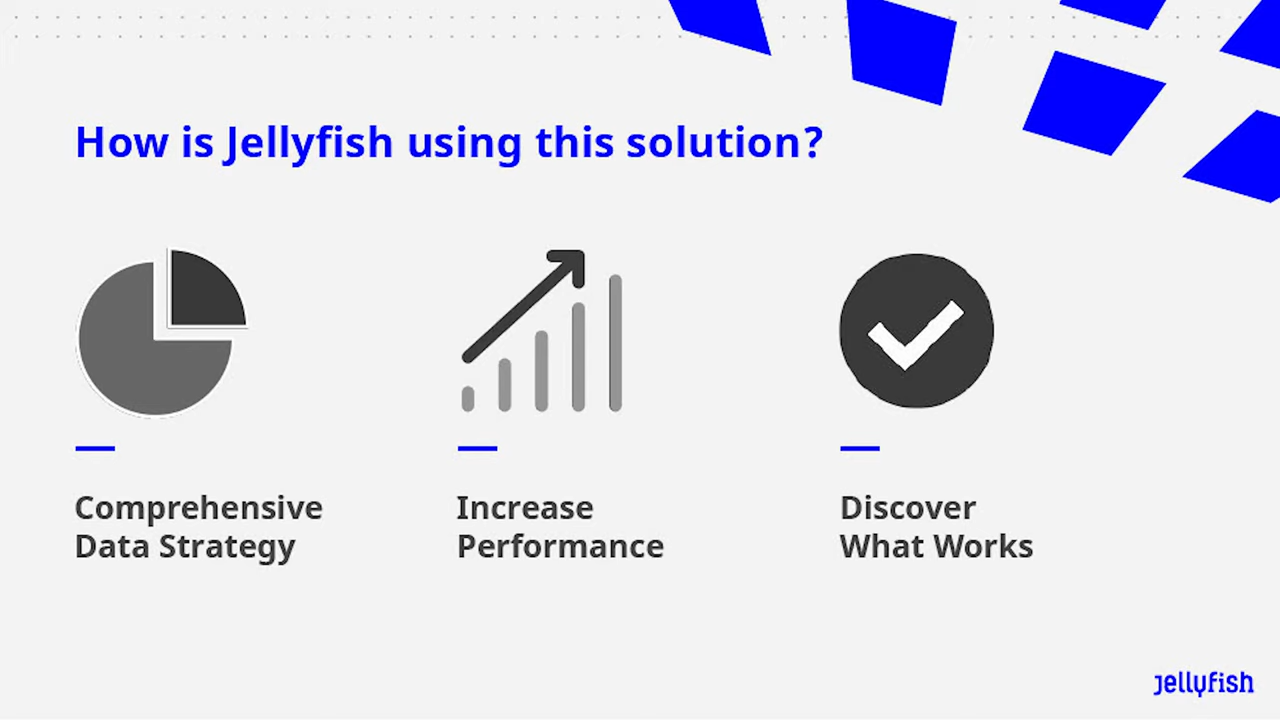 How is Jellyfish using this solution?
Comprehensive
Data Strategy
Increase
Performance
Discover
What Works
jellyfish